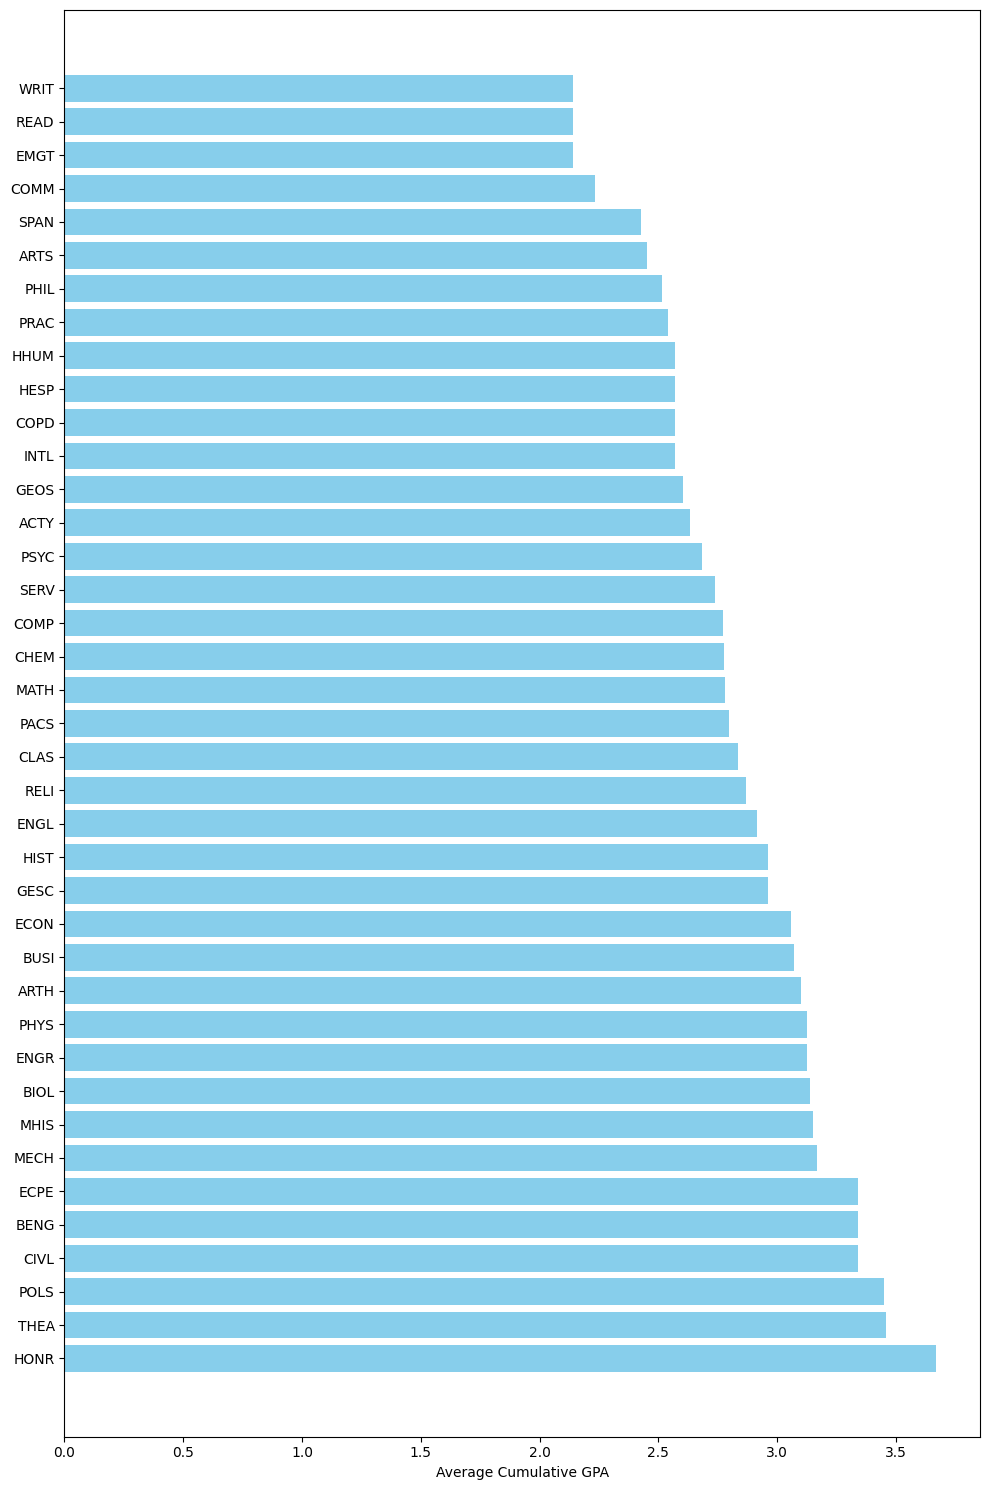 WRIT
READ
EMGT
COMM
SPAN
ARTS
PHIL
PRAC
HHUM
HESP
COPD
INTL
GEOS
ACTY
PSYC
SERV
COMP
CHEM
MATH
PACS
CLAS
RELI
ENGL
HIST
GESC
ECON
BUSI
ARTH
PHYS
ENGR
BIOL
MHIS
MECH
ECPE
BENG
CIVL
POLS
THEA
HONR
0.0 0.5 1.0 1.5 2.0 2.5 3.0 3.5
Average Cumulative GPA